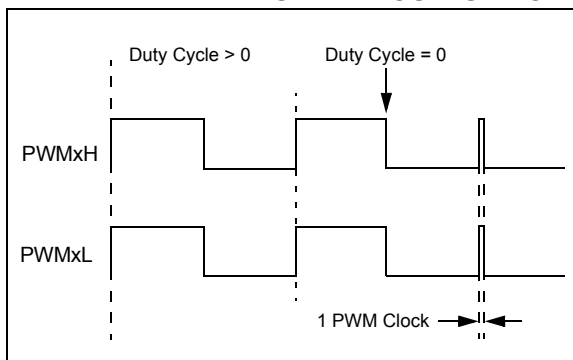 Duty Cycle > 0
Duty Cycle = 0
PWMxH
PWMxL
1 PWM Clock